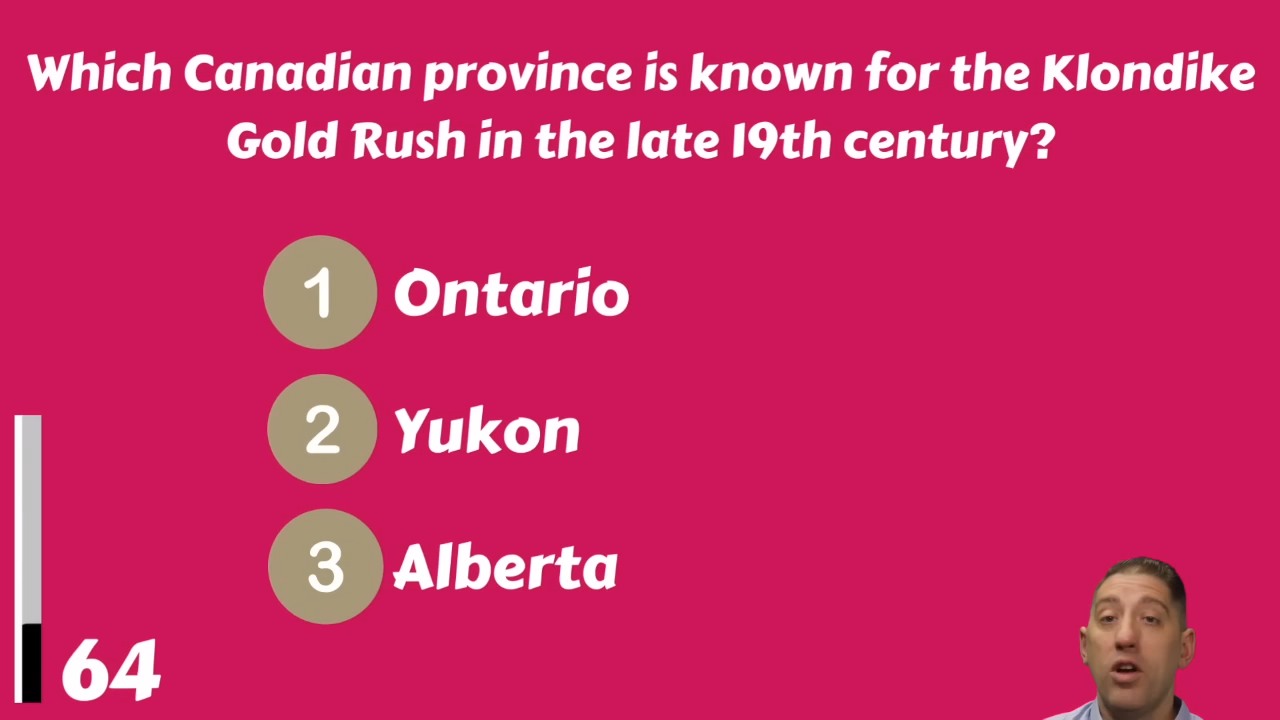 Which Canadian province is known for the Klondike
Gold Rush in the late 19th century?
1 Ontario
2 Yukon
3 Alberta
64